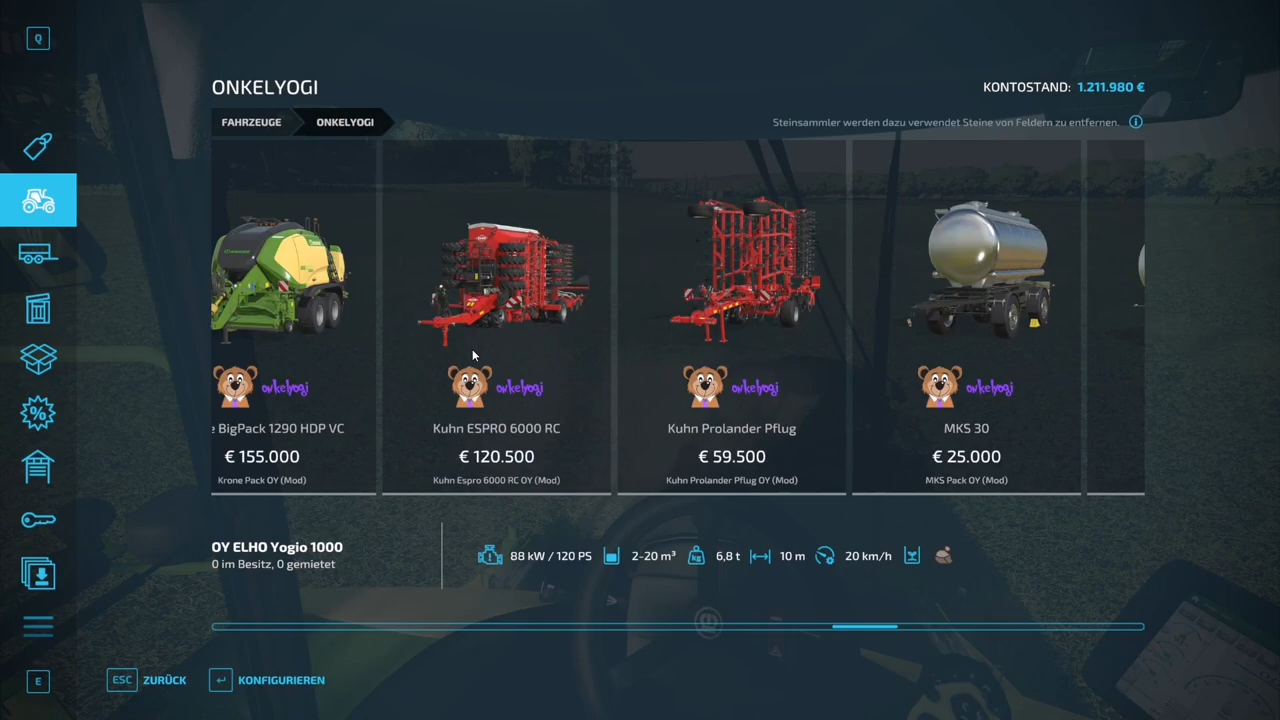 Q
ONKELYOGI
KONTOSTAND: 1.211.980 €
FAHRZEUGE
ONKELYOGI
Steinsammler werden dazu verwendet Steine von Feldern zu entfernen.
onkelyogi
onkelyogi
onkelyogi
onkelyogi
e BigPack 1290 HDP VC
Kuhn ESPRO 6000 RC
Kuhn Prolander Pflug
MKS 30
€ 155.000
€ 120.500
€ 59.500
€ 25.000
Krone Pack OY (Mod)
Kuhn Espro 6000 RC OY (Mod)
Kuhn Prolander Pflug OY (Mod)
MKS Pack OY (Mod)
OY ELHO Yogio 1000
0 im Besitz, 0 gemietet
88 kW / 120 PS
2-20 m³
kg
6,8 t
10 m
20 km/h
E
ESC
ZURÜCK
KONFIGURIEREN